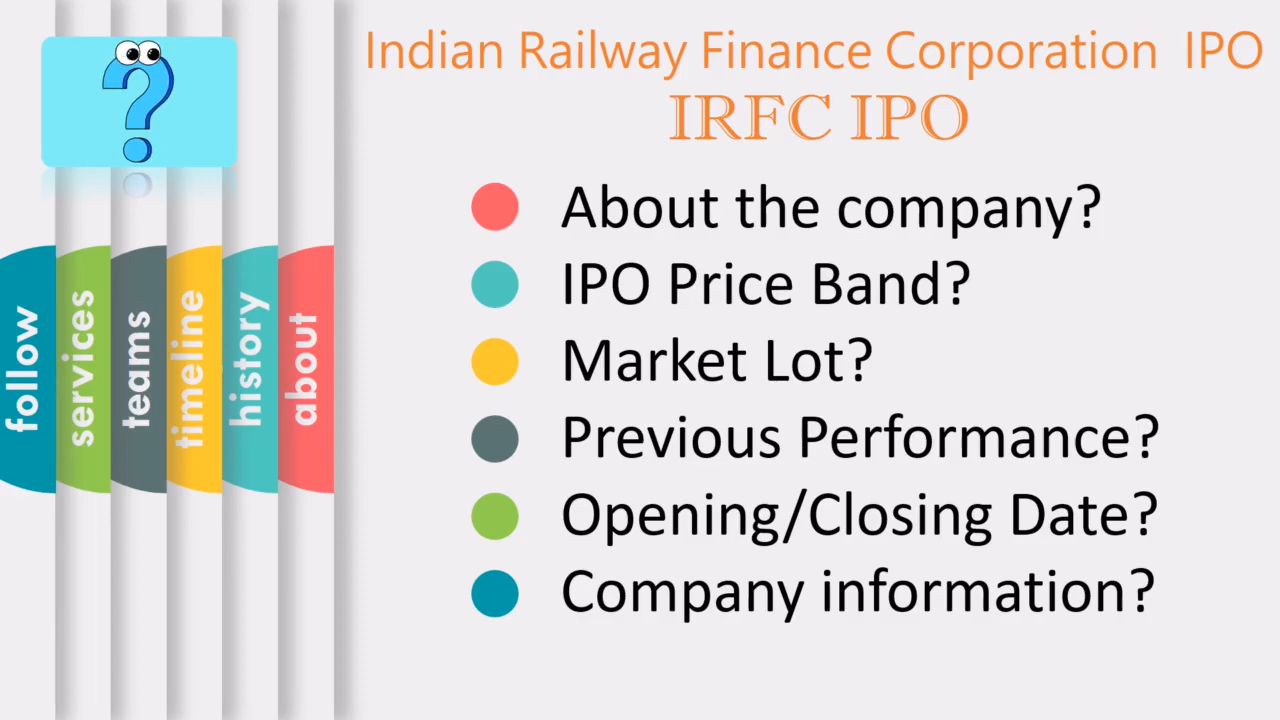 Indian Railway Finance Corporation IPO
IRFC IPO
About the company?
IPO Price Band?
Market Lot?
Previous Performance?
Opening/Closing Date?
Company information?
follow
services
teams
timeline
history
about
?